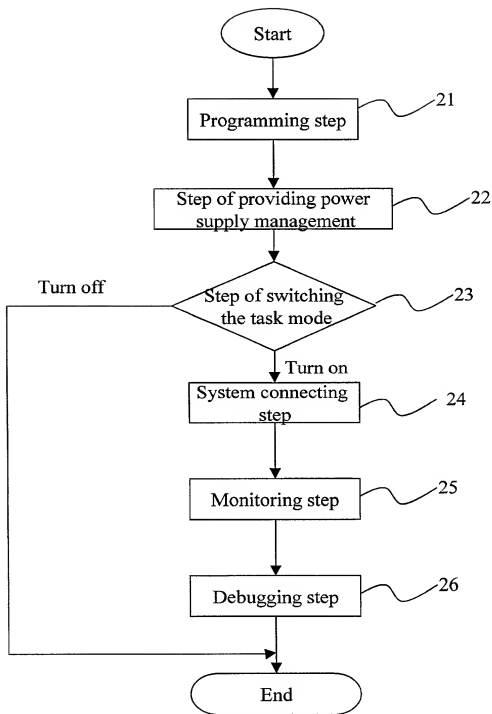 Start
Programming step
21
Step of providing power
supply management
22
Turn off
Step of switching
the task mode
23
Turn on
System connecting
step
24
Monitoring step
25
Debugging step
26
End